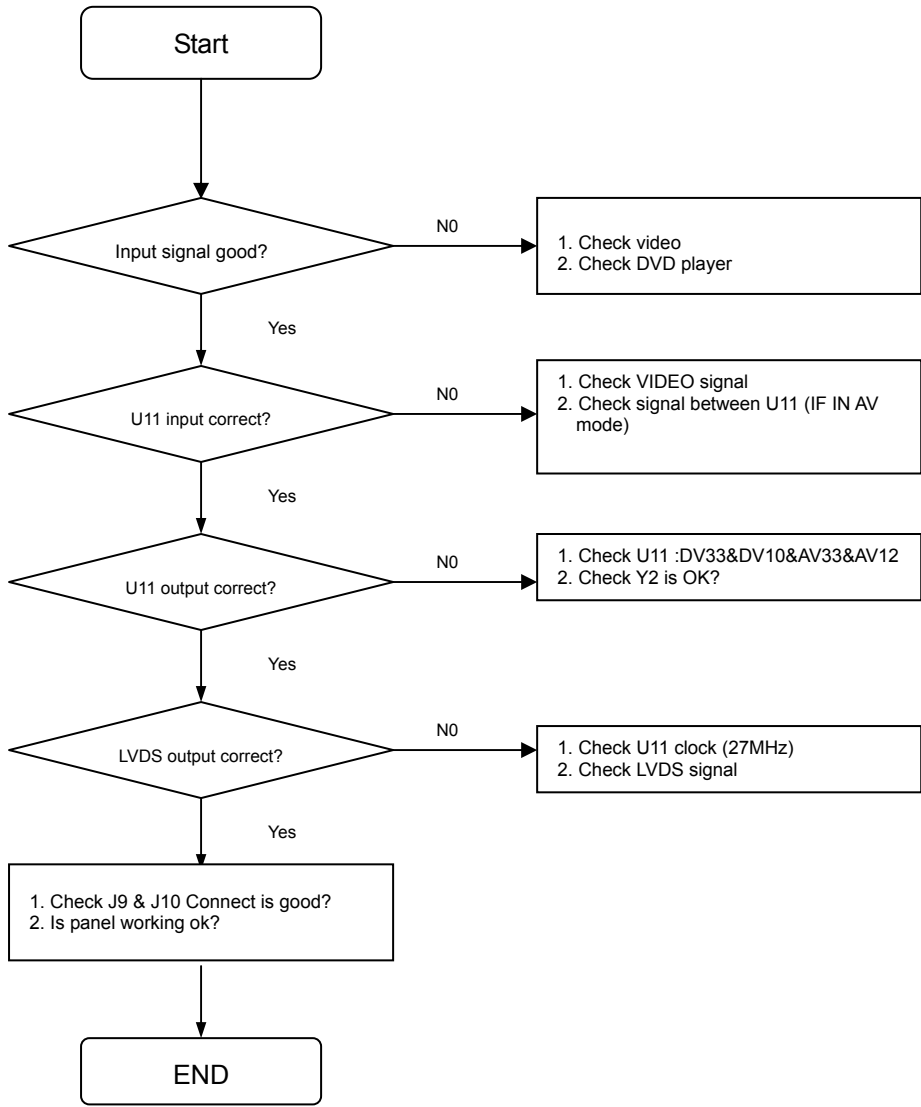 Start
Input signal good?
N0
1. Check video
2. Check DVD player
Yes
U11 input correct?
N0
1. Check VIDEO signal
2. Check signal between U11 (IF IN AV
mode)
Yes
U11 output correct?
N0
1. Check U11 :DV33&DV10&AV33&AV12
2. Check Y2 is OK?
Yes
LVDS output correct?
N0
1. Check U11 clock (27MHz)
2. Check LVDS signal
Yes
1. Check J9 & J10 Connect is good?
2. Is panel working ok?
END